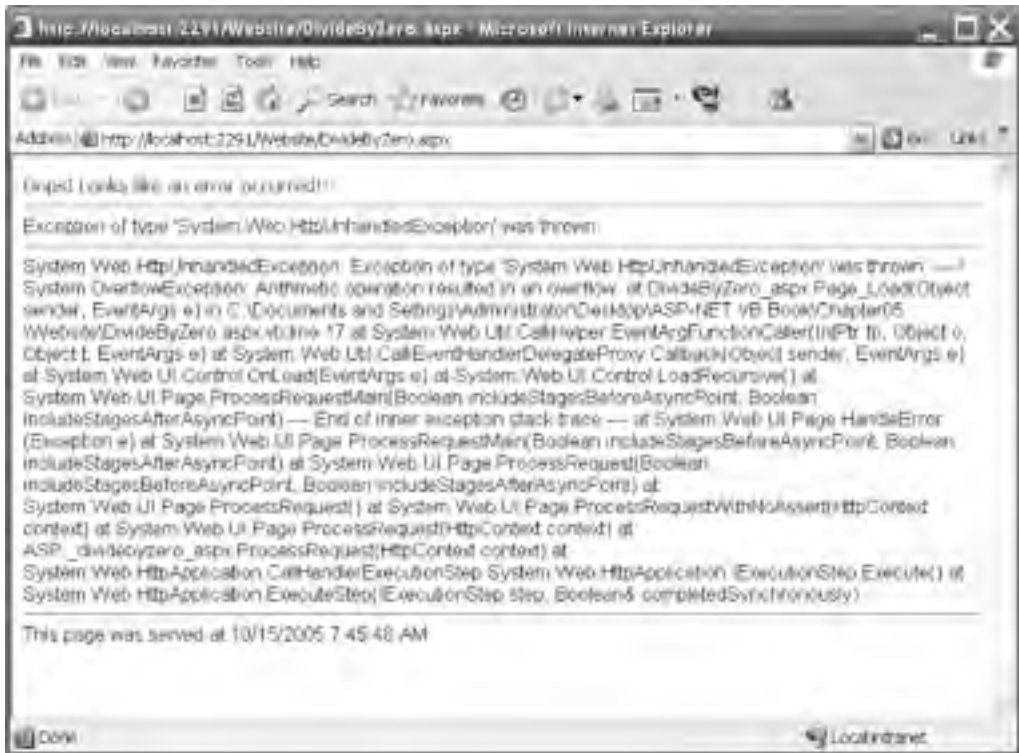 http://localhost:2291/Website/DivideByZero.aspx - Microsoft Internet Explorer
File Edit View Favorites Tools Help
Search Favorites
Address http://localhost:2291/Website/DivideByZero.aspx Go Links
Oops! Looks like an error occurred!!
Exception of type 'System.Web.HttpUnhandledException' was thrown.
System.Web.HttpUnhandledException: Exception of type 'System.Web.HttpUnhandledException' was thrown. --->
System.OverflowException: Arithmetic operation resulted in an overflow. at DivideByZero_aspx.Page_Load(Object
sender, EventArgs e) in C:\Documents and Settings\Administrator\Desktop\ASP-NET VB Book\Chapter05
\Website\DivideByZero.aspx.vb:line 17 at System.Web.Util.CalliHelper.EventArgFunctionCaller(IntPtr fp, Object o,
Object t, EventArgs e) at System.Web.Util.CalliEventHandlerDelegateProxy.Callback(Object sender, EventArgs e)
at System.Web.UI.Control.OnLoad(EventArgs e) at System.Web.UI.Control.LoadRecursive() at
System.Web.UI.Page.ProcessRequestMain(Boolean includeStagesBeforeAsyncPoint, Boolean
includeStagesAfterAsyncPoint) --- End of inner exception stack trace --- at System.Web.UI.Page.HandleError
(Exception e) at System.Web.UI.Page.ProcessRequestMain(Boolean includeStagesBeforeAsyncPoint, Boolean
includeStagesAfterAsyncPoint) at System.Web.UI.Page.ProcessRequest(Boolean
includeStagesBeforeAsyncPoint, Boolean includeStagesAfterAsyncPoint) at
System.Web.UI.Page.ProcessRequest() at System.Web.UI.Page.ProcessRequestWithNoAssert(HttpContext
context) at System.Web.UI.Page.ProcessRequest(HttpContext context) at
ASP._dividebyzero_aspx.ProcessRequest(HttpContext context) at
System.Web.HttpApplication.CallHandlerExecutionStep.System.Web.HttpApplication.IExecutionStep.Execute() at
System.Web.HttpApplication.ExecuteStep(IExecutionStep step, Boolean& completedSynchronously)
This page was served at 10/15/2005 7:45:48 AM
Done Local intranet